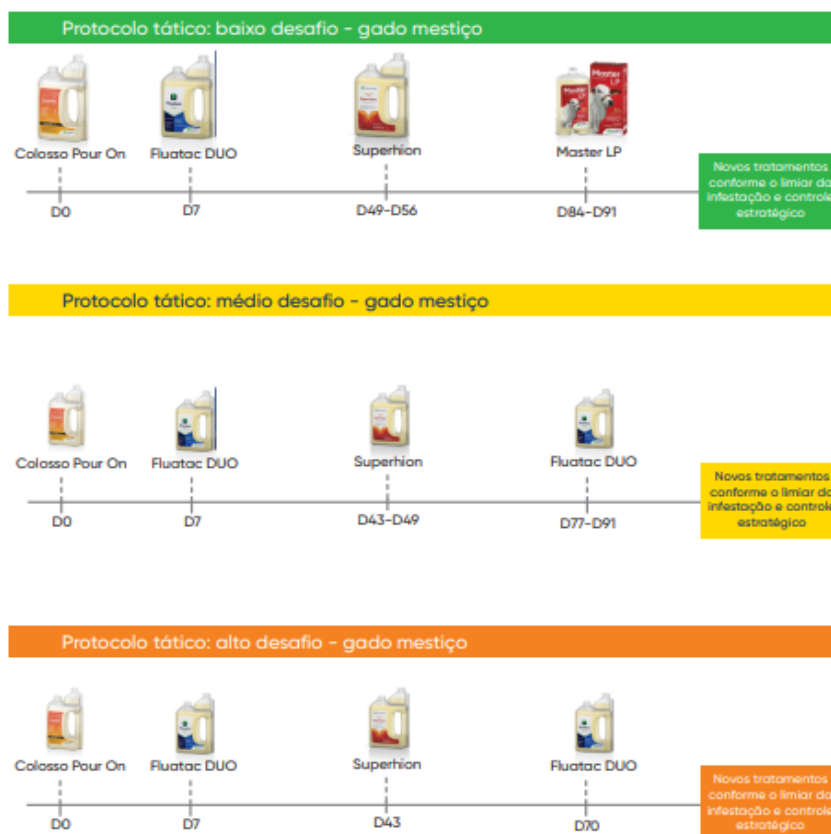 Protocolo tático: baixo desafio - gado mestiço
Colosso Pour On Fluatac DUO Superhion Master LP
D0 D7 D49-D56 D84-D91
Novos tratamentos
conforme o limiar da
infestação e controle
estratégico
Protocolo tático: médio desafio - gado mestiço
Colosso Pour On Fluatac DUO Superhion Fluatac DUO
D0 D7 D43-D49 D77-D91
Novos tratamentos
conforme o limiar da
infestação e controle
estratégico
Protocolo tático: alto desafio - gado mestiço
Colosso Pour On Fluatac DUO Superhion Fluatac DUO
D0 D7 D43 D70
Novos tratamentos
conforme o limiar da
infestação e controle
estratégico